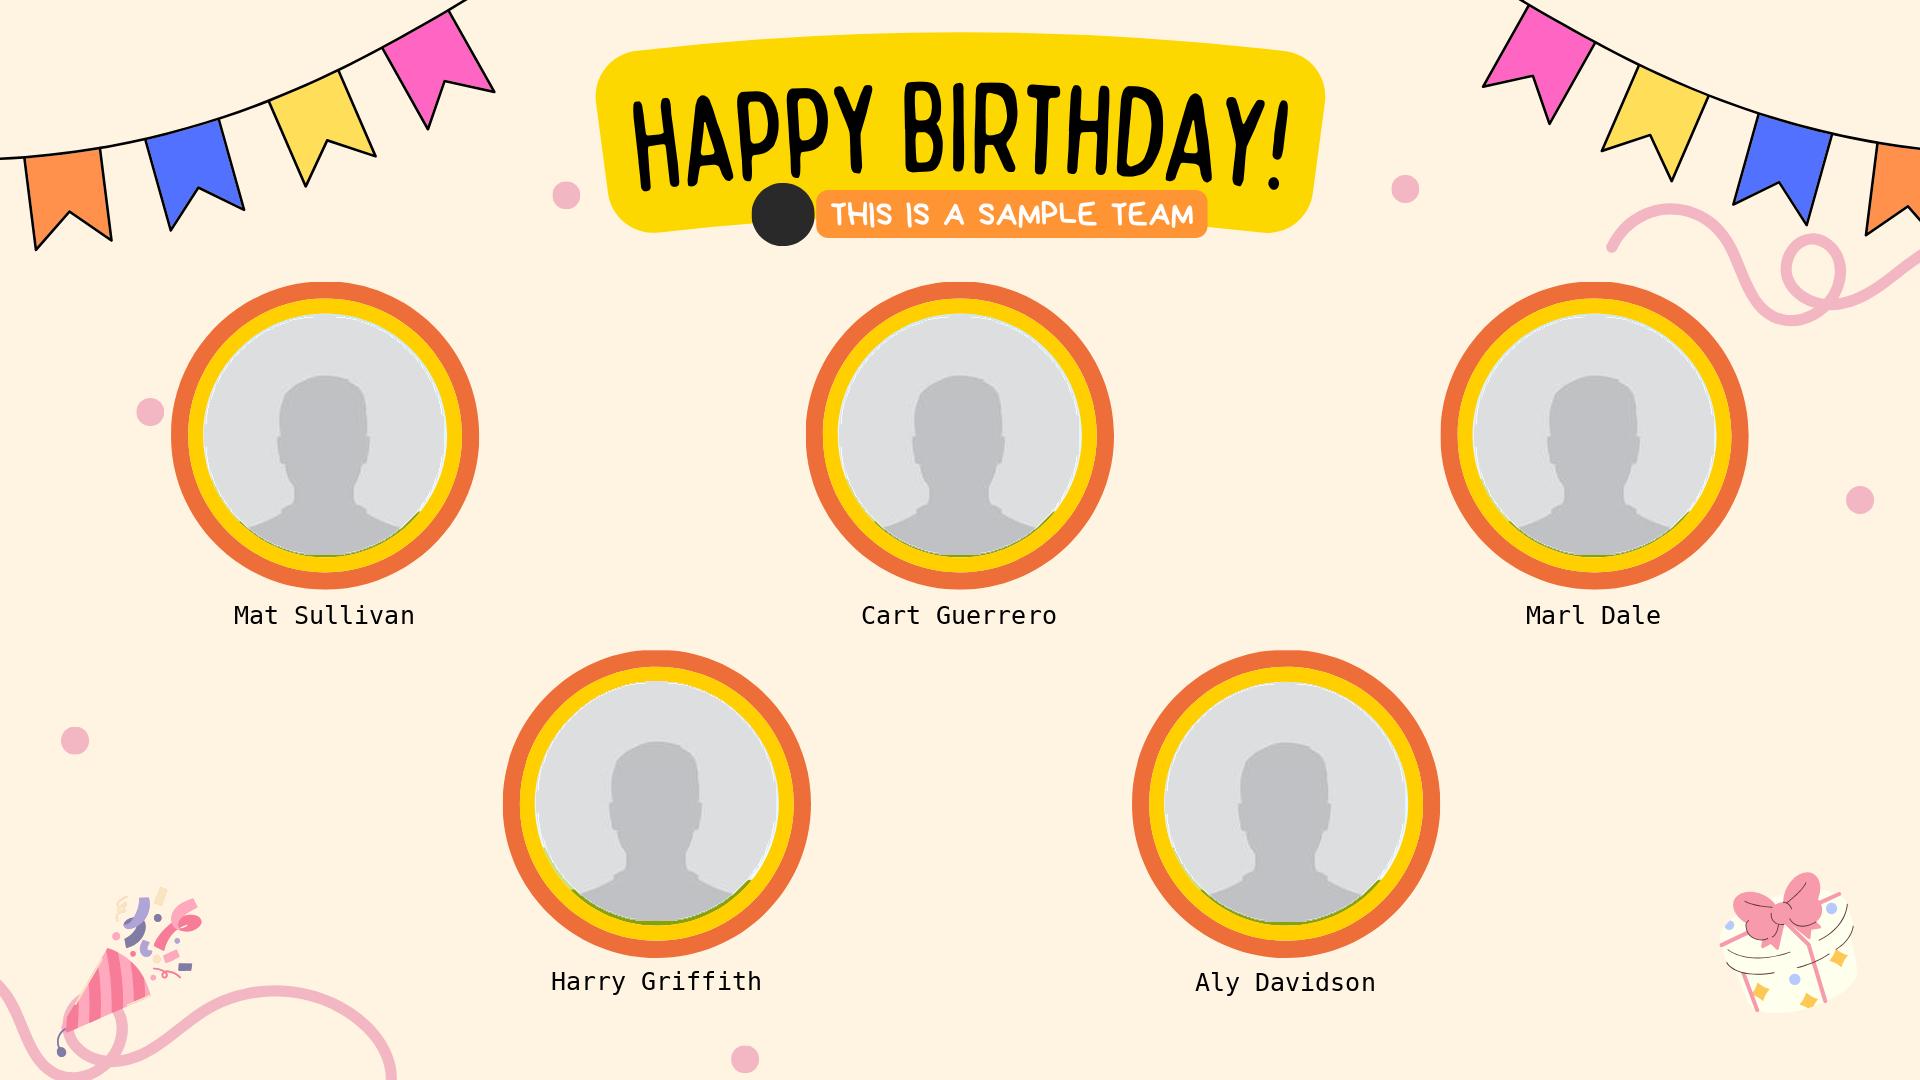 HAPPY BIRTHDAY!
THIS IS A SAMPLE TEAM
Mat Sullivan
Cart Guerrero
Marl Dale
Harry Griffith
Aly Davidson